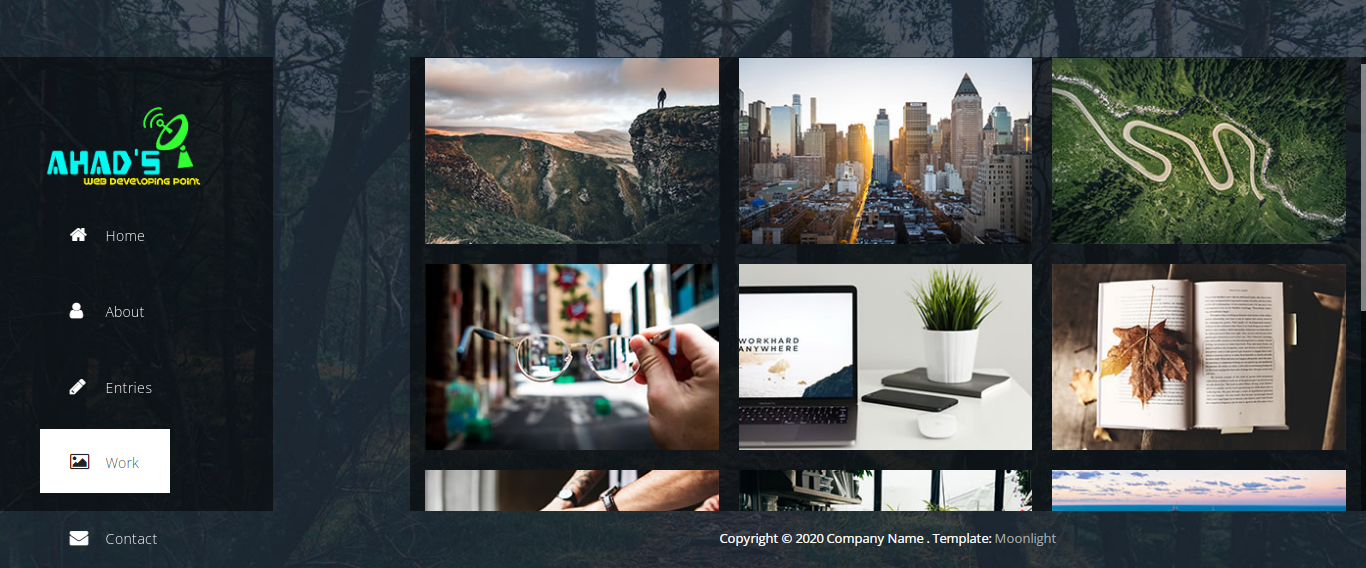 AHAD'S
WEB DEVELOPING POINT
Home
About
Entries
Work
Contact
WORKHARD
ANYWHERE
Copyright © 2020 Company Name . Template: Moonlight